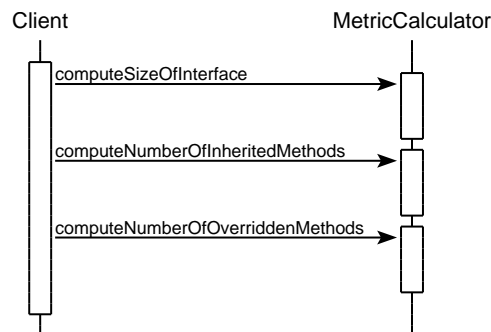 Client
MetricCalculator
computeSizeOfInterface
computeNumberOfInheritedMethods
computeNumberOfOverriddenMethods